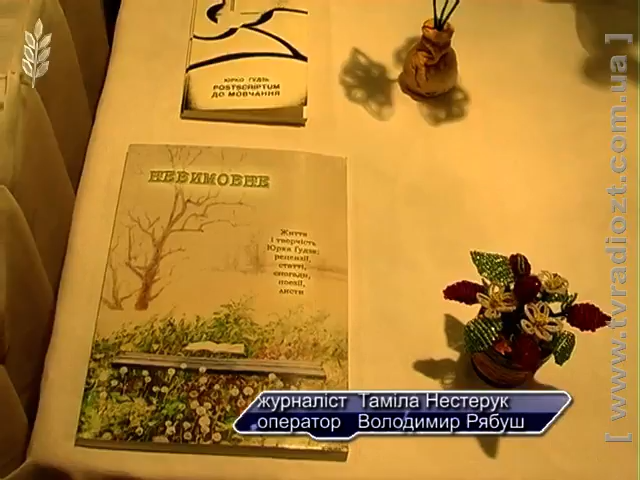 ЮРКО ГУДЗЬ
POSTSCRIPTUM
ДО МОВЧАННЯ
НЕВИМОВНЕ
Життя
і творчість
Юрка Гудзя:
рецензії,
статті,
спогади,
поезії,
листи
журналіст Таміла Нестерук
оператор Володимир Рябуш
[ www.tvradiozt.com.ua ]